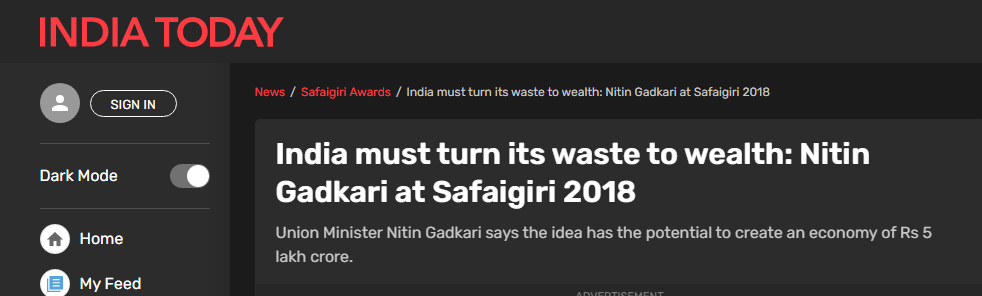 INDIA TODAY
SIGN IN
Dark Mode
Home
My Feed
News / Safaigiri Awards / India must turn its waste to wealth: Nitin Gadkari at Safaigiri 2018
India must turn its waste to wealth: Nitin
Gadkari at Safaigiri 2018
Union Minister Nitin Gadkari says the idea has the potential to create an economy of Rs 5
lakh crore.
ADVERTISEMENT